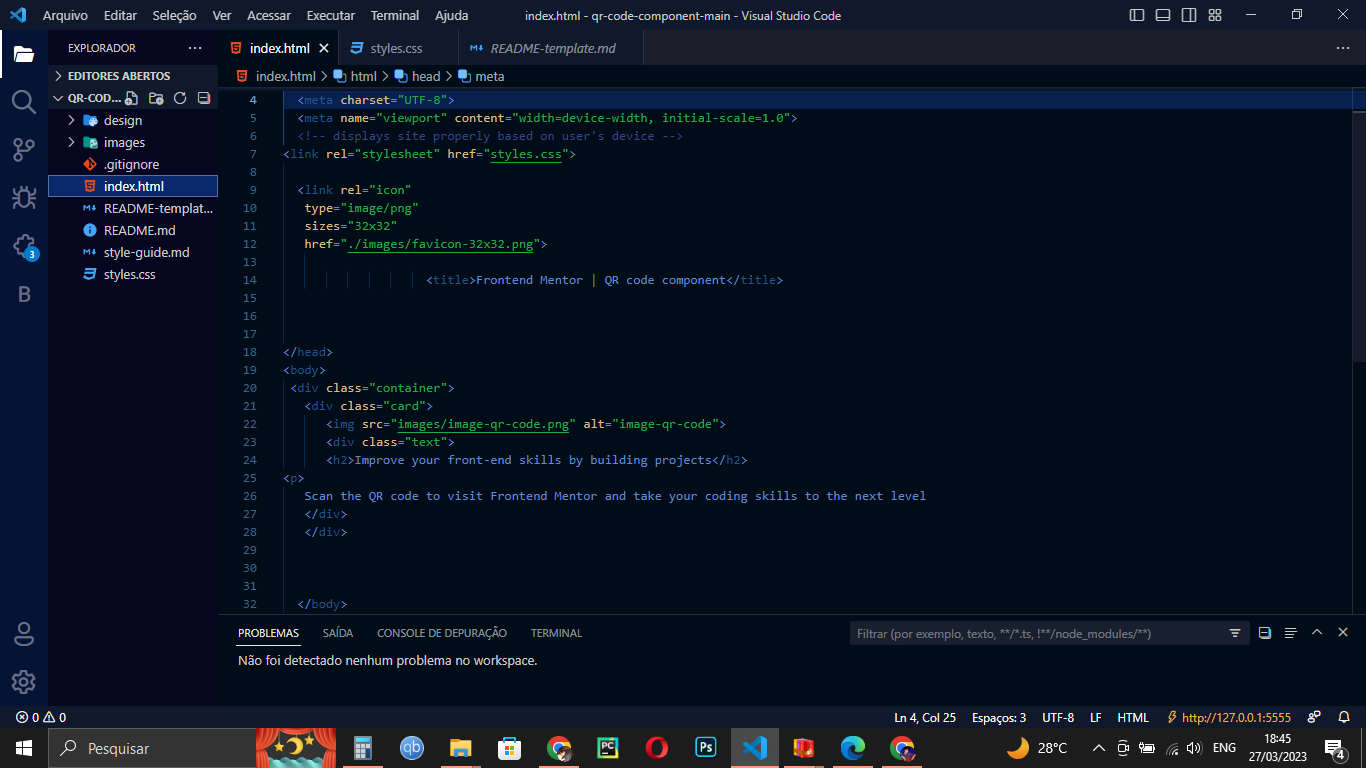 Arquivo Editar Seleção Ver Acessar Executar Terminal Ajuda index.html - qr-code-component-main - Visual Studio Code
EXPLORADOR
index.html styles.css README-template.md
EDITORES ABERTOS
index.html > html > head > meta
QR-COD...
design
images
.gitignore
index.html
README-templat...
README.md
style-guide.md
styles.css
3
B
4 <meta charset="UTF-8">
5 <meta name="viewport" content="width=device-width, initial-scale=1.0">
6 <!-- displays site properly based on user's device -->
7 <link rel="stylesheet" href="styles.css">
8
9 <link rel="icon"
10 type="image/png"
11 sizes="32x32"
12 href="./images/favicon-32x32.png">
13
14 <title>Frontend Mentor | QR code component</title>
15
16
17
18 </head>
19 <body>
20 <div class="container">
21 <div class="card">
22 <img src="images/image-qr-code.png" alt="image-qr-code">
23 <div class="text">
24 <h2>Improve your front-end skills by building projects</h2>
25 <p>
26 Scan the QR code to visit Frontend Mentor and take your coding skills to the next level
27 </div>
28 </div>
29
30
31
32 </body>
PROBLEMAS SAÍDA CONSOLE DE DEPURAÇÃO TERMINAL Filtrar (por exemplo, texto, **/*.ts, !**/node_modules/**)
Não foi detectado nenhum problema no workspace.
0 0 Ln 4, Col 25 Espaços: 3 UTF-8 LF HTML http://127.0.0.1:5555
Pesquisar qb PC Ps 28°C ENG 18:45
27/03/2023 4